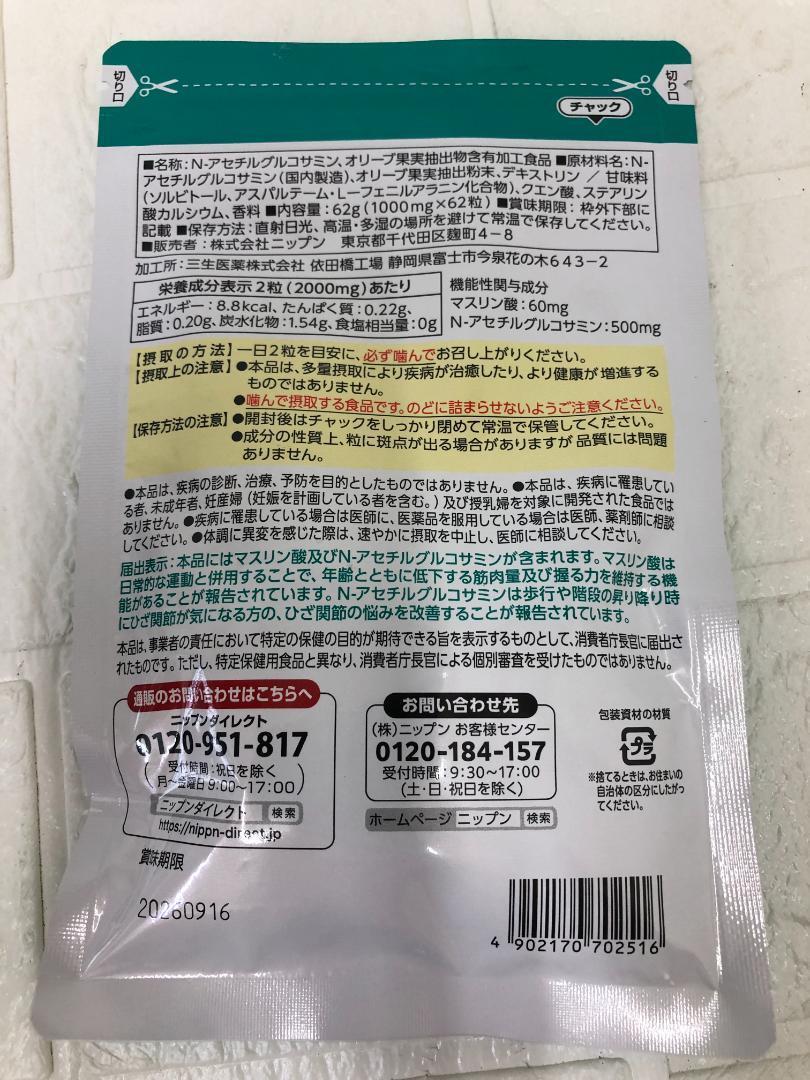 切り口
切り口
チャック
■名称:N-アセチルグルコサミン、オリーブ果実抽出物含有加工食品 ■原材料名:N-
アセチルグルコサミン(国内製造)、オリーブ果実抽出粉末、デキストリン / 甘味料
(ソルビトール、アスパルテーム・L-フェニルアラニン化合物)、クエン酸、ステアリン
酸カルシウム、香料 ■内容量:62g(1000mg×62粒) ■賞味期限:枠外下部に
記載 ■保存方法:直射日光、高温・多湿の場所を避けて常温で保存してください。
■販売者:株式会社ニップン 東京都千代田区麹町4-8
加工所:三生医薬株式会社 依田橋工場 静岡県富士市今泉花の木643-2
栄養成分表示2粒(2000mg)あたり
エネルギー:8.8kcal、たんぱく質:0.22g、
脂質:0.20g、炭水化物:1.54g、食塩相当量:0g
機能性関与成分
マスリン酸:60mg
N-アセチルグルコサミン:500mg
【摂取の方法】一日2粒を目安に、必ず噛んでお召し上がりください。
【摂取上の注意】●本品は、多量摂取により疾病が治癒したり、より健康が増進する
ものではありません。
●噛んで摂取する食品です。のどに詰まらせないようご注意ください。
【保存方法の注意】●開封後はチャックをしっかり閉めて常温で保管してください。
●成分の性質上、粒に斑点が出る場合がありますが品質には問題
ありません。
●本品は、疾病の診断、治療、予防を目的としたものではありません。●本品は、疾病に罹患してい
る者、未成年者、妊産婦(妊娠を計画している者を含む。)及び授乳婦を対象に開発された食品では
ありません。●疾病に罹患している場合は医師に、医薬品を服用している場合は医師、薬剤師に相談
してください。●体調に異変を感じた際は、速やかに摂取を中止し、医師に相談してください。
届出表示:本品にはマスリン酸及びN-アセチルグルコサミンが含まれます。マスリン酸は
日常的な運動と併用することで、年齢とともに低下する筋肉量及び握る力を維持する機
能があることが報告されています。N-アセチルグルコサミンは歩行や階段の昇り降り時
にひざ関節が気になる方の、ひざ関節の悩みを改善することが報告されています。
本品は、事業者の責任において特定の保健の目的が期待できる旨を表示するものとして、消費者庁長官に届出さ
れたものです。ただし、特定保健用食品と異なり、消費者庁長官による個別審査を受けたものではありません。
通販のお問い合わせはこちらへ
ニップンダイレクト
0120-951-817
(受付時間:祝日を除く
月~金曜日9:00~17:00)
ニップンダイレクト 検索
https://nippn-direct.jp
お問い合わせ先
(株)ニップン お客様センター
0120-184-157
受付時間:9:30~17:00
(土・日・祝日を除く)
ホームページ ニップン 検索
包装資材の材質
プラ
※捨てるときは、お住まいの
自治体の区分にしたがっ
てください。
賞味期限
20260916
4 902170 702516